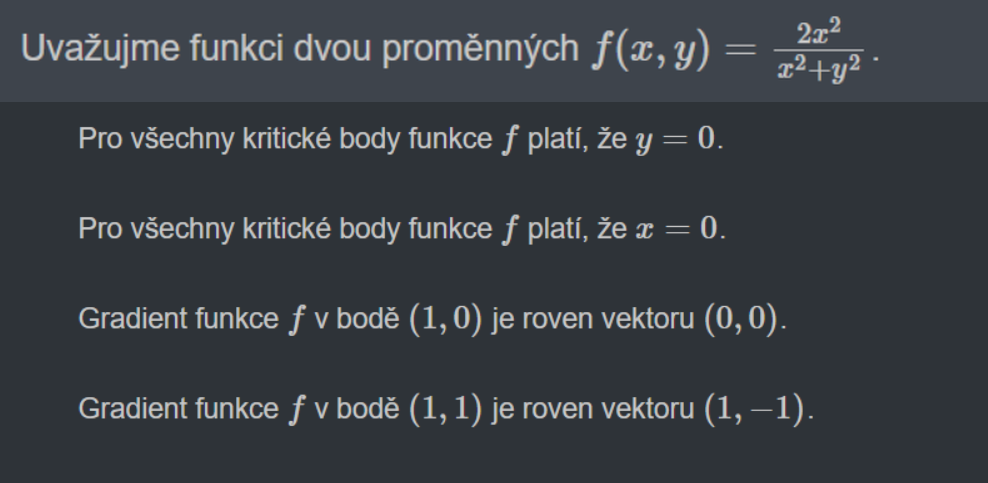 Uvažujme funkci dvou proměnných f(x, y) = \frac{2x^2}{x^2+y^2}.
Pro všechny kritické body funkce f platí, že y = 0.
Pro všechny kritické body funkce f platí, že x = 0.
Gradient funkce f v bodě (1, 0) je roven vektoru (0, 0).
Gradient funkce f v bodě (1, 1) je roven vektoru (1, −1).